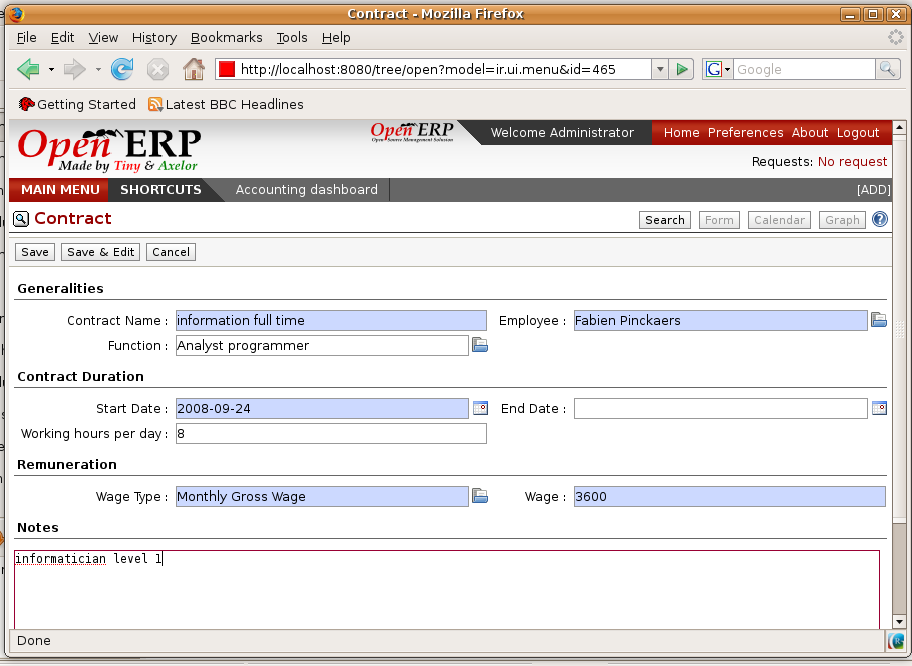 Contract - Mozilla Firefox
File Edit View History Bookmarks Tools Help
http://localhost:8080/tree/open?model=ir.ui.menu&id=465 G Google
Getting Started Latest BBC Headlines
Open ERP
Made by Tiny & Axelor
Open ERP
Open-Source Management Solution
Welcome Administrator Home Preferences About Logout
Requests: No request
MAIN MENU SHORTCUTS Accounting dashboard [ADD]
Contract Search Form Calendar Graph ?
Save Save & Edit Cancel
Generalities
Contract Name : information full time Employee : Fabien Pinckaers
Function : Analyst programmer
Contract Duration
Start Date : 2008-09-24 End Date :
Working hours per day : 8
Remuneration
Wage Type : Monthly Gross Wage Wage : 3600
Notes
informatician level 1
Done